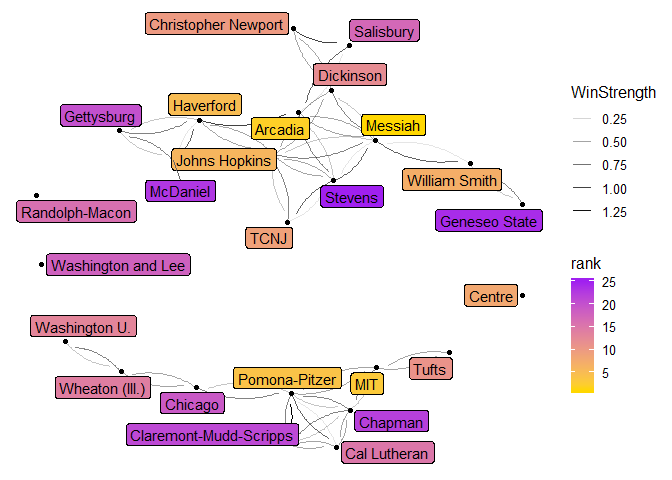 Christopher Newport
Salisbury
Dickinson
Haverford
Gettysburg
Arcadia
Messiah
Johns Hopkins
McDaniel
William Smith
Stevens
Randolph-Macon
Geneseo State
TCNJ
Washington and Lee
Centre
Washington U.
Pomona-Pitzer
Tufts
MIT
Wheaton (Ill.)
Chicago
Chapman
Claremont-Mudd-Scripps
Cal Lutheran
WinStrength
0.25
0.50
0.75
1.00
1.25
rank
25
20
15
10
5